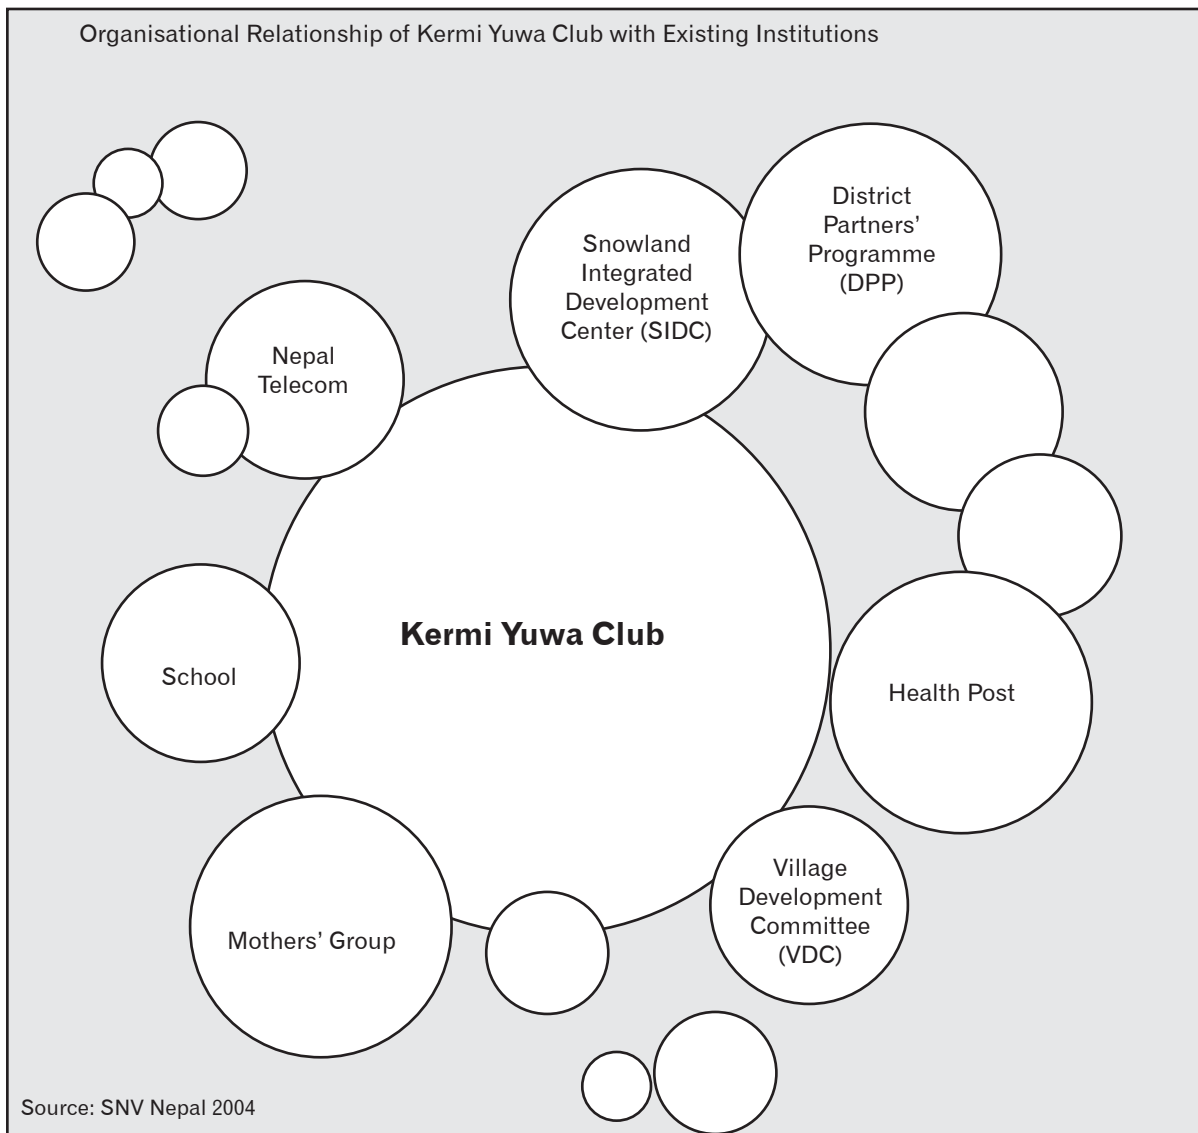 Organisational Relationship of Kermi Yuwa Club with Existing Institutions
District
Partners’
Programme
(DPP)
Snowland
Integrated
Development
Center (SIDC)
Nepal
Telecom
Kermi Yuwa Club
School
Health Post
Village
Development
Committee
(VDC)
Mothers’ Group
Source: SNV Nepal 2004